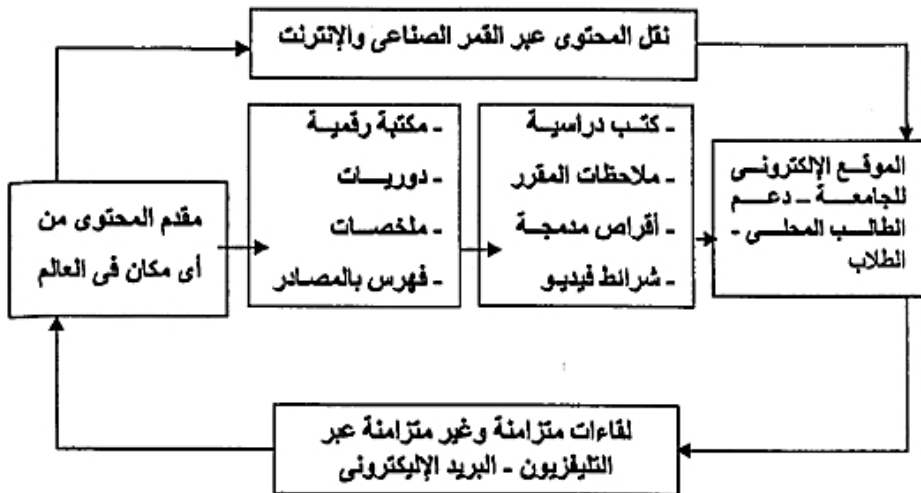 نقل المحتوى عبر القمر الصناعى والإنترنت
مقدم المحتوى من
أى مكان فى العالم
- مكتبة رقمية
- دوريات
- ملخصات
- فهرس بالمصادر
- كتب دراسية
- ملاحظات المقرر
- أقراص مدمجة
- شرائط فيديو
الموقع الإلكترونى
للجامعة - دعم
الطالب المحلى -
الطلاب
لقاءات متزامنة وغير متزامنة عبر
التليفزيون - البريد الإليكترونى